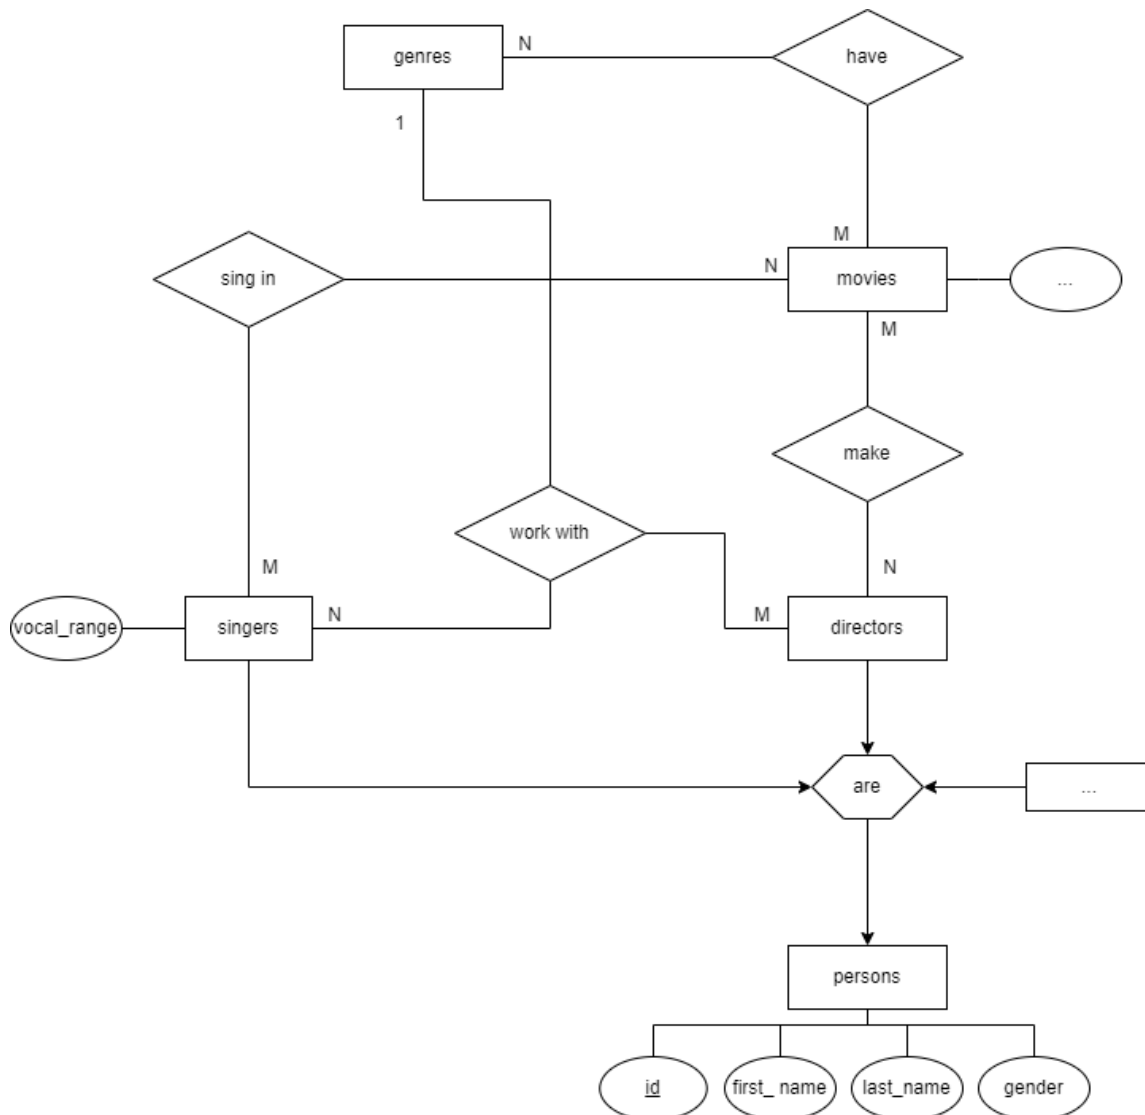 genres
N
have
1
M
sing in
N
movies
...
M
make
work with
M
N
vocal_range
singers
N
M
directors
are
...
persons
id
first_ name
last_name
gender